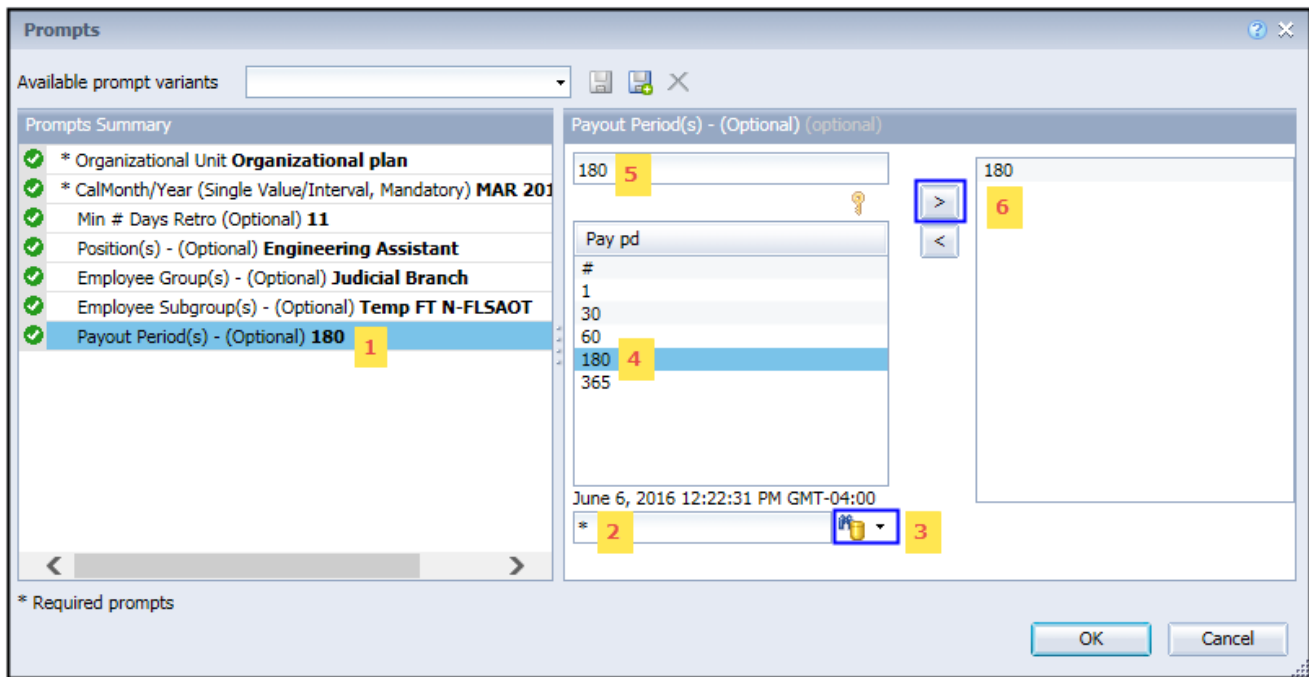 Prompts
Available prompt variants
Prompts Summary
* Organizational Unit Organizational plan
* CalMonth/Year (Single Value/Interval, Mandatory) MAR 201
Min # Days Retro (Optional) 11
Position(s) - (Optional) Engineering Assistant
Employee Group(s) - (Optional) Judicial Branch
Employee Subgroup(s) - (Optional) Temp FT N-FLSAOT
Payout Period(s) - (Optional) 180 1
Payout Period(s) - (Optional) (optional)
180 5
Pay pd
#
1
30
60
180 4
365
June 6, 2016 12:22:31 PM GMT-04:00
* 2
3
>
<
180
6
* Required prompts
OK Cancel